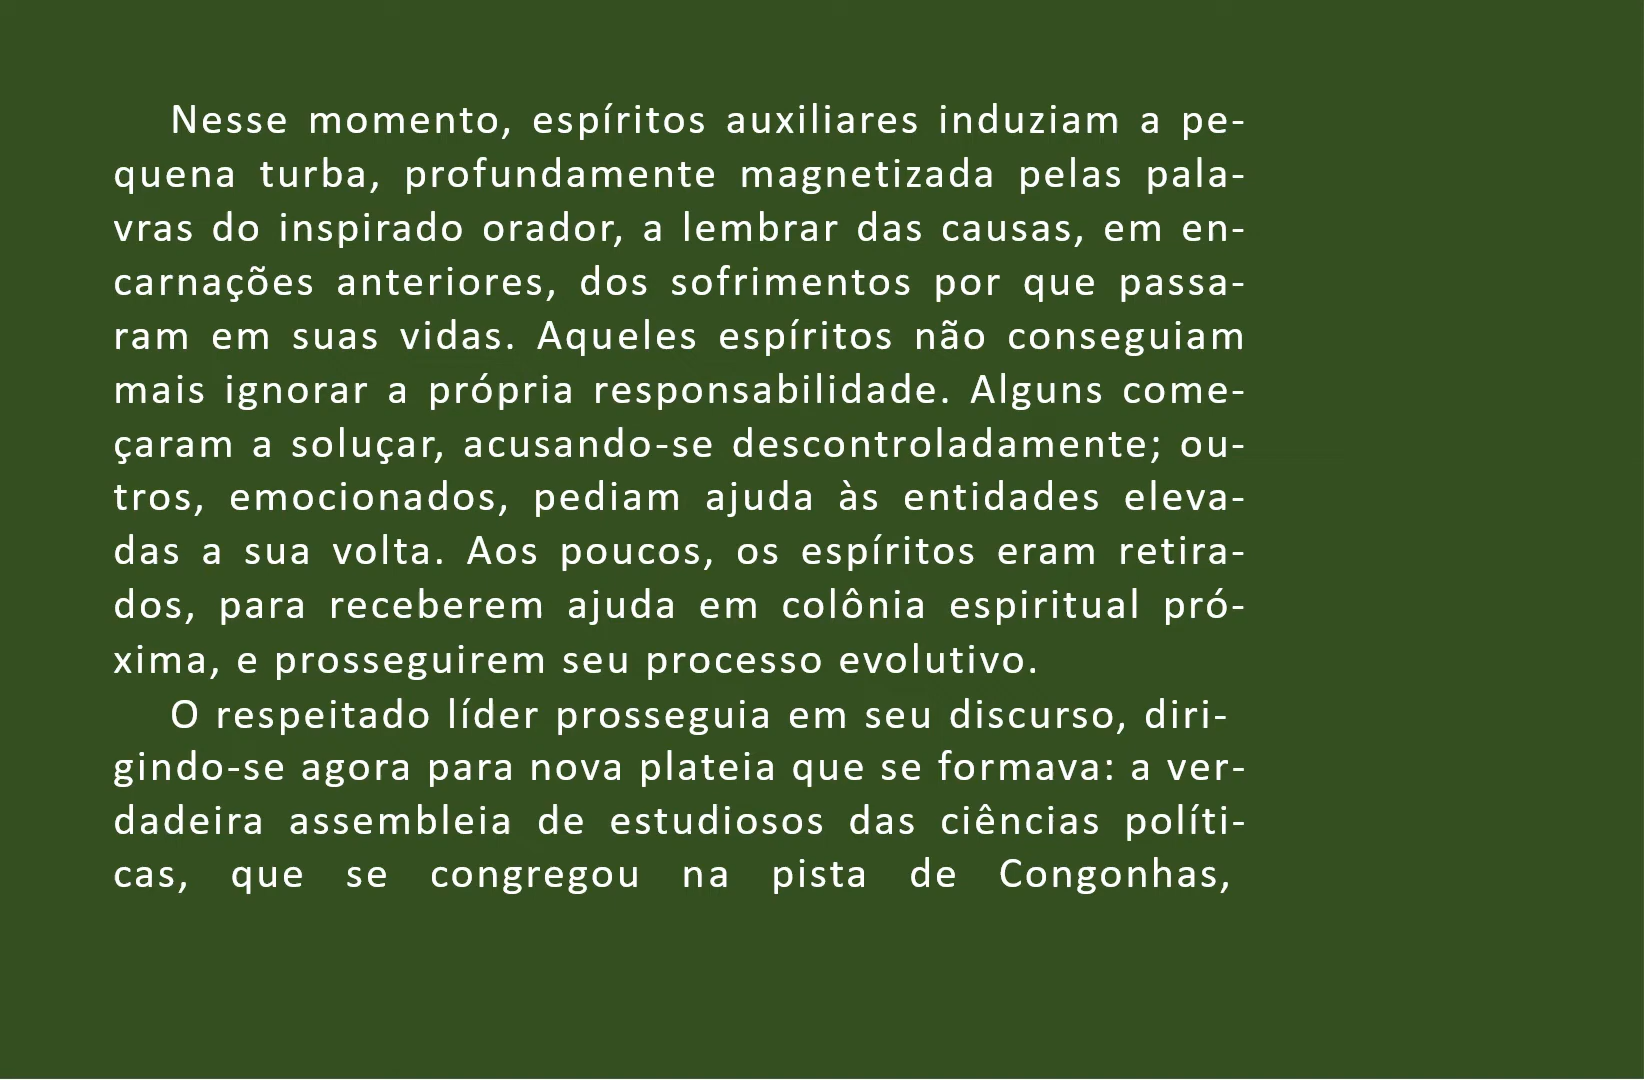 Nesse momento, espíritos auxiliares induziam a pe-
quena turba, profundamente magnetizada pelas pala-
vras do inspirado orador, a lembrar das causas, em en-
carnações anteriores, dos sofrimentos por que passa-
ram em suas vidas. Aqueles espíritos não conseguiam
mais ignorar a própria responsabilidade. Alguns come-
çaram a soluçar, acusando-se descontroladamente; ou-
tros, emocionados, pediam ajuda às entidades eleva-
das a sua volta. Aos poucos, os espíritos eram retira-
dos, para receberem ajuda em colônia espiritual pró-
xima, e prosseguirem seu processo evolutivo.
O respeitado líder prosseguia em seu discurso, diri-
gindo-se agora para nova plateia que se formava: a ver-
dadeira assembleia de estudiosos das ciências políti-
cas, que se congregou na pista de Congonhas,